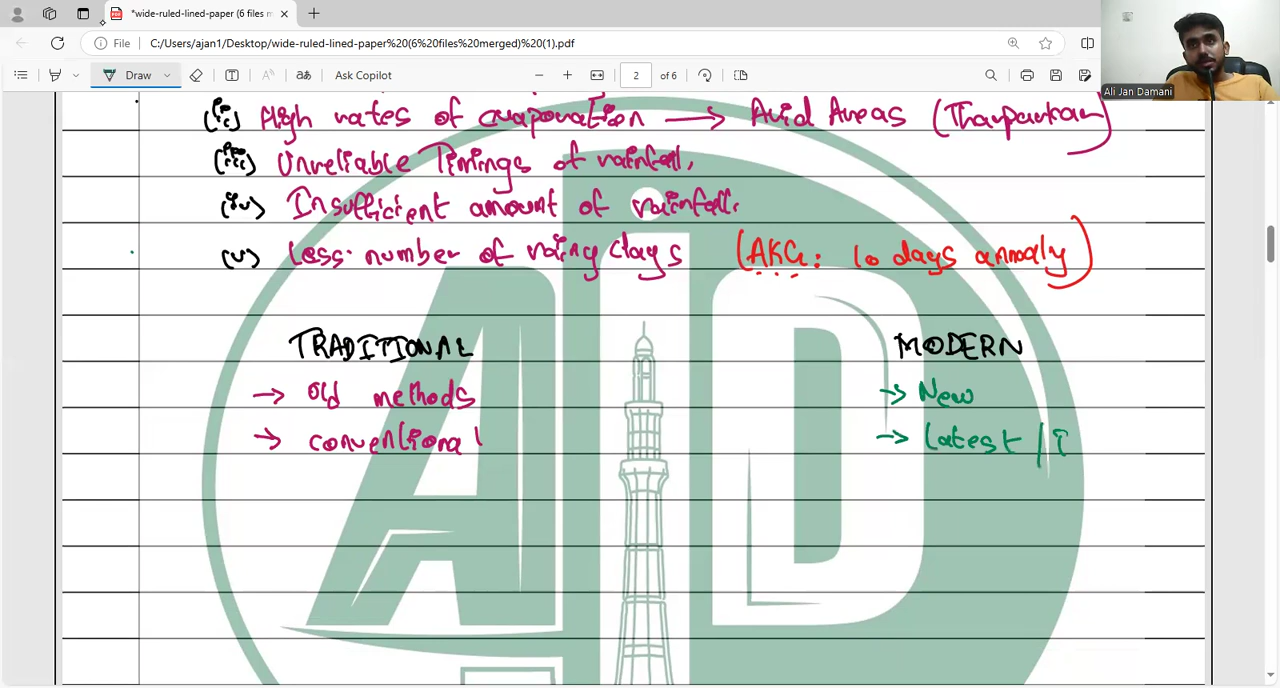 *wide-ruled-lined-paper (6 files m
File C:/Users/ajan1/Desktop/wide-ruled-lined-paper%20(6%20files%20merged)%20(1).pdf
Draw Ask Copilot 2 of 6
Ali Jan Damani
(ii) High rates of evaporation → Arid Areas (Tharparkar)
(iii) Unreliable Timings of rainfall.
(iv) Insufficient amount of rainfall.
(v) Less number of rainy days (AKG: 10 days annualy)
TRADITIONAL MODERN
→ Old methods → New
→ conventional → Latest /
AJD